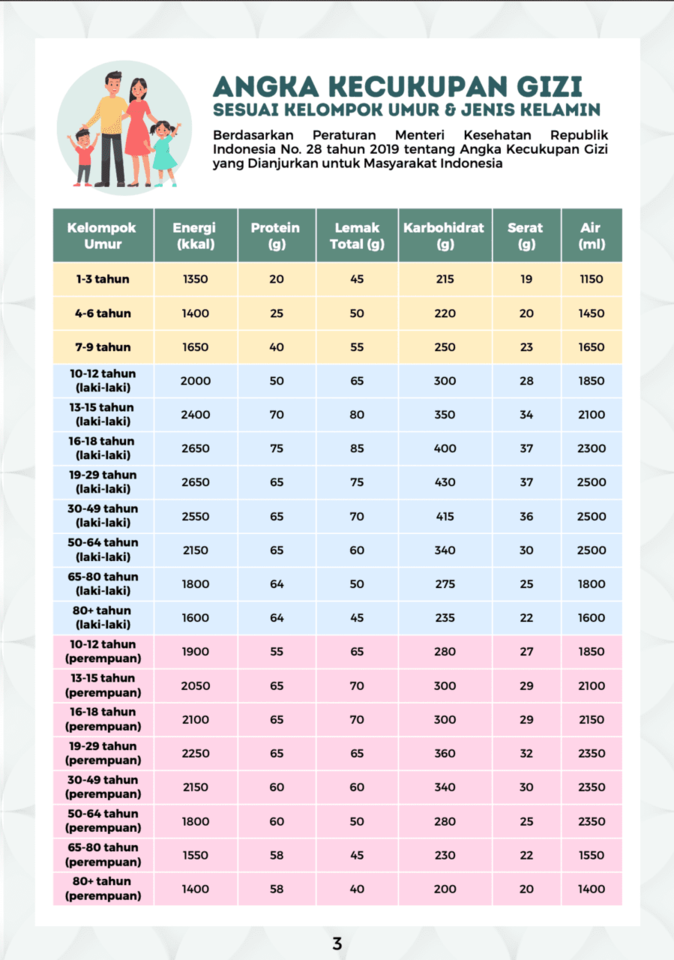 ANGKA KECUKUPAN GIZI
SESUAI KELOMPOK UMUR & JENIS KELAMIN
Berdasarkan Peraturan Menteri Kesehatan Republik
Indonesia No. 28 tahun 2019 tentang Angka Kecukupan Gizi
yang Dianjurkan untuk Masyarakat Indonesia
Kelompok Umur Energi (kkal) Protein (g) Lemak Total (g) Karbohidrat (g) Serat (g) Air (ml)
1-3 tahun 1350 20 45 215 19 1150
4-6 tahun 1400 25 50 220 20 1450
7-9 tahun 1650 40 55 250 23 1650
10-12 tahun (laki-laki) 2000 50 65 300 28 1850
13-15 tahun (laki-laki) 2400 70 80 350 34 2100
16-18 tahun (laki-laki) 2650 75 85 400 37 2300
19-29 tahun (laki-laki) 2650 65 75 430 37 2500
30-49 tahun (laki-laki) 2550 65 70 415 36 2500
50-64 tahun (laki-laki) 2150 65 60 340 30 2500
65-80 tahun (laki-laki) 1800 64 50 275 25 1800
80+ tahun (laki-laki) 1600 64 45 235 22 1600
10-12 tahun (perempuan) 1900 55 65 280 27 1850
13-15 tahun (perempuan) 2050 65 70 300 29 2100
16-18 tahun (perempuan) 2100 65 70 300 29 2150
19-29 tahun (perempuan) 2250 65 65 360 32 2350
30-49 tahun (perempuan) 2150 60 60 340 30 2350
50-64 tahun (perempuan) 1800 60 50 280 25 2350
65-80 tahun (perempuan) 1550 58 45 230 22 1550
80+ tahun (perempuan) 1400 58 40 200 20 1400
3